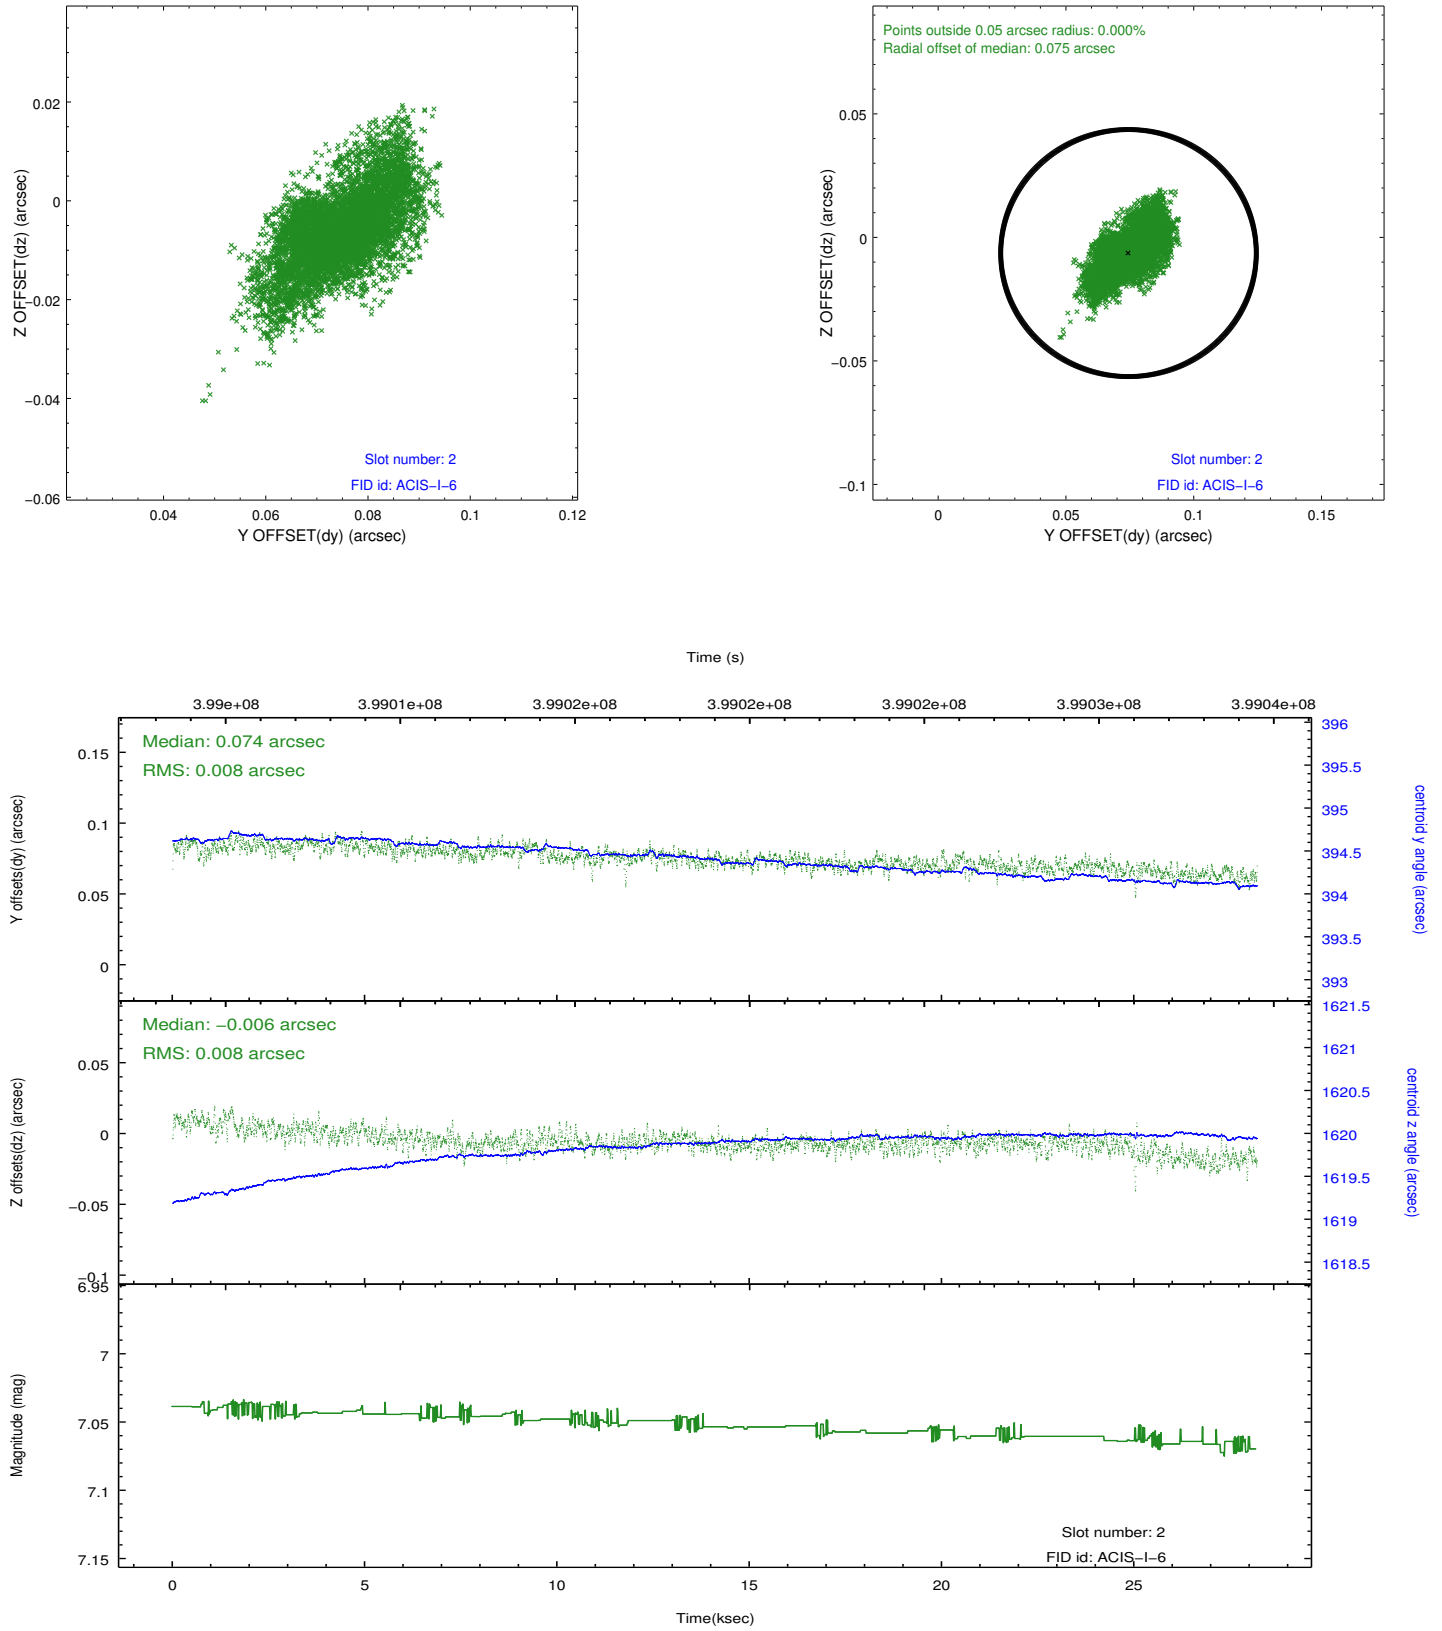 0.02
0
−0.02
−0.04
−0.06
Z OFFSET(dz) (arcsec)
Slot number: 2
FID id: ACIS−I−6
0.04 0.06 0.08 0.1 0.12
Y OFFSET(dy) (arcsec)
Points outside 0.05 arcsec radius: 0.000%
Radial offset of median: 0.075 arcsec
0.05
0
−0.05
−0.1
Z OFFSET(dz) (arcsec)
Slot number: 2
FID id: ACIS−I−6
0 0.05 0.1 0.15
Y OFFSET(dy) (arcsec)
Time (s)
3.99e+08 3.9901e+08 3.9902e+08 3.9902e+08 3.9902e+08 3.9903e+08 3.9904e+08
Median: 0.074 arcsec
RMS: 0.008 arcsec
0.15
0.1
0.05
0
Y offsets(dy) (arcsec)
396
395.5
395
394.5
394
393.5
393
centroid y angle (arcsec)
Median: −0.006 arcsec
RMS: 0.008 arcsec
0.05
0
−0.05
−0.1
Z offsets(dz) (arcsec)
1621.5
1621
1620.5
1620
1619.5
1619
1618.5
centroid z angle (arcsec)
6.95
7
7.05
7.1
7.15
Magnitude (mag)
Slot number: 2
FID id: ACIS−I−6
0 5 10 15 20 25
Time(ksec)